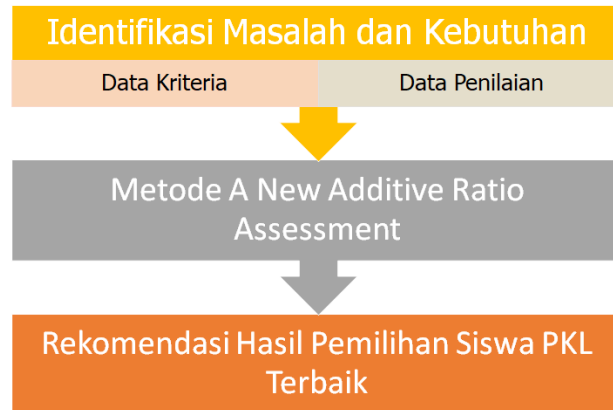 Identifikasi Masalah dan Kebutuhan
Data Kriteria
Data Penilaian
Metode A New Additive Ratio
Assessment
Rekomendasi Hasil Pemilihan Siswa PKL
Terbaik